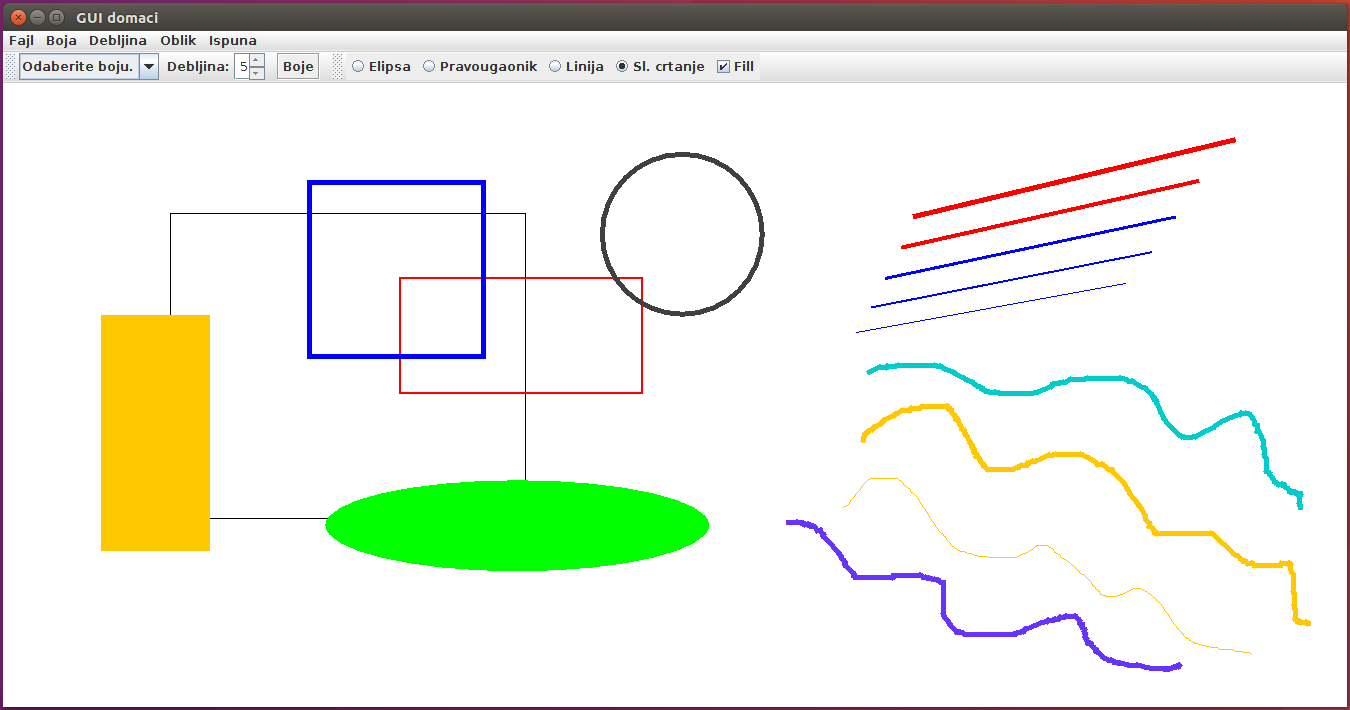 GUI domaci
Fajl Boja Debljina Oblik Ispuna
Odaberite boju. Debljina: 5 Boje Elipsa Pravougaonik Linija Sl. crtanje Fill